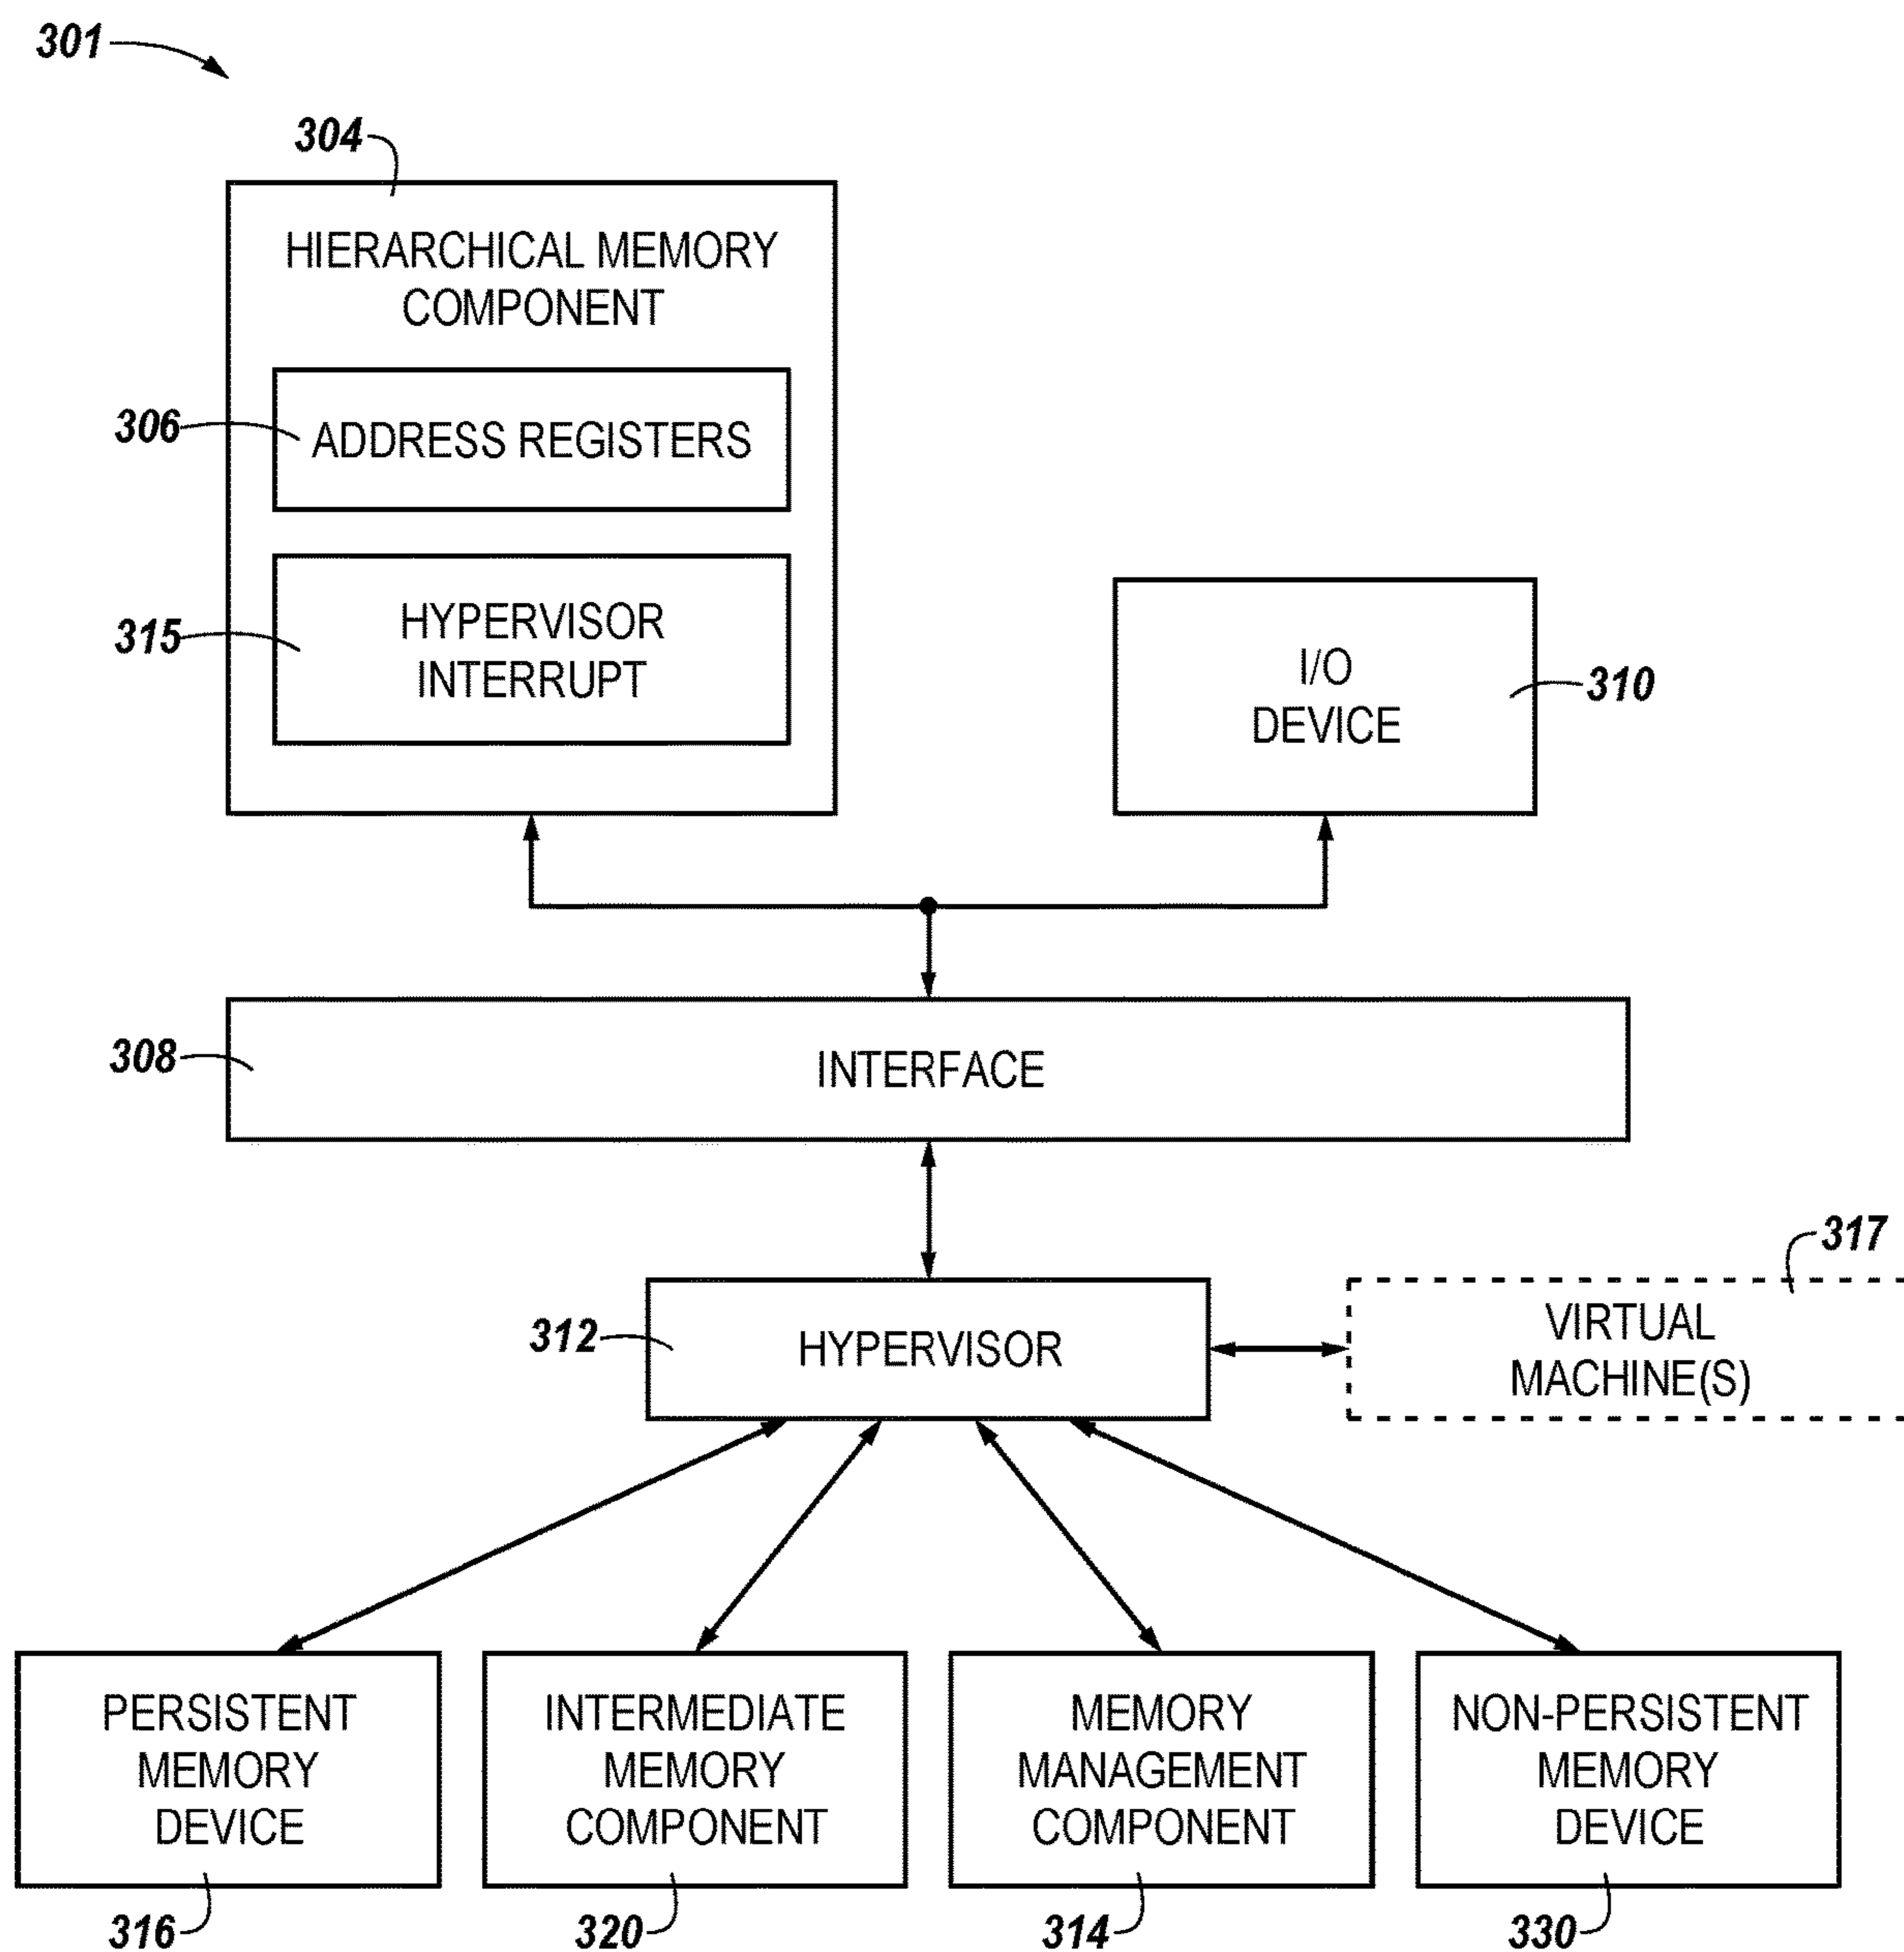 301
304
HIERARCHICAL MEMORY
COMPONENT
306
ADDRESS REGISTERS
315
HYPERVISOR
INTERRUPT
I/O
DEVICE
310
308
INTERFACE
317
312
HYPERVISOR
VIRTUAL
MACHINE(S)
PERSISTENT
MEMORY
DEVICE
316
INTERMEDIATE
MEMORY
COMPONENT
320
MEMORY
MANAGEMENT
COMPONENT
314
NON-PERSISTENT
MEMORY
DEVICE
330